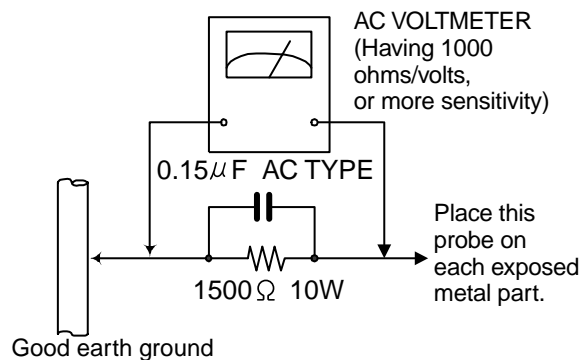 AC VOLTMETER
(Having 1000
ohms/volts,
or more sensitivity)
0.15μF AC TYPE
Place this
probe on
each exposed
metal part.
1500Ω 10W
Good earth ground